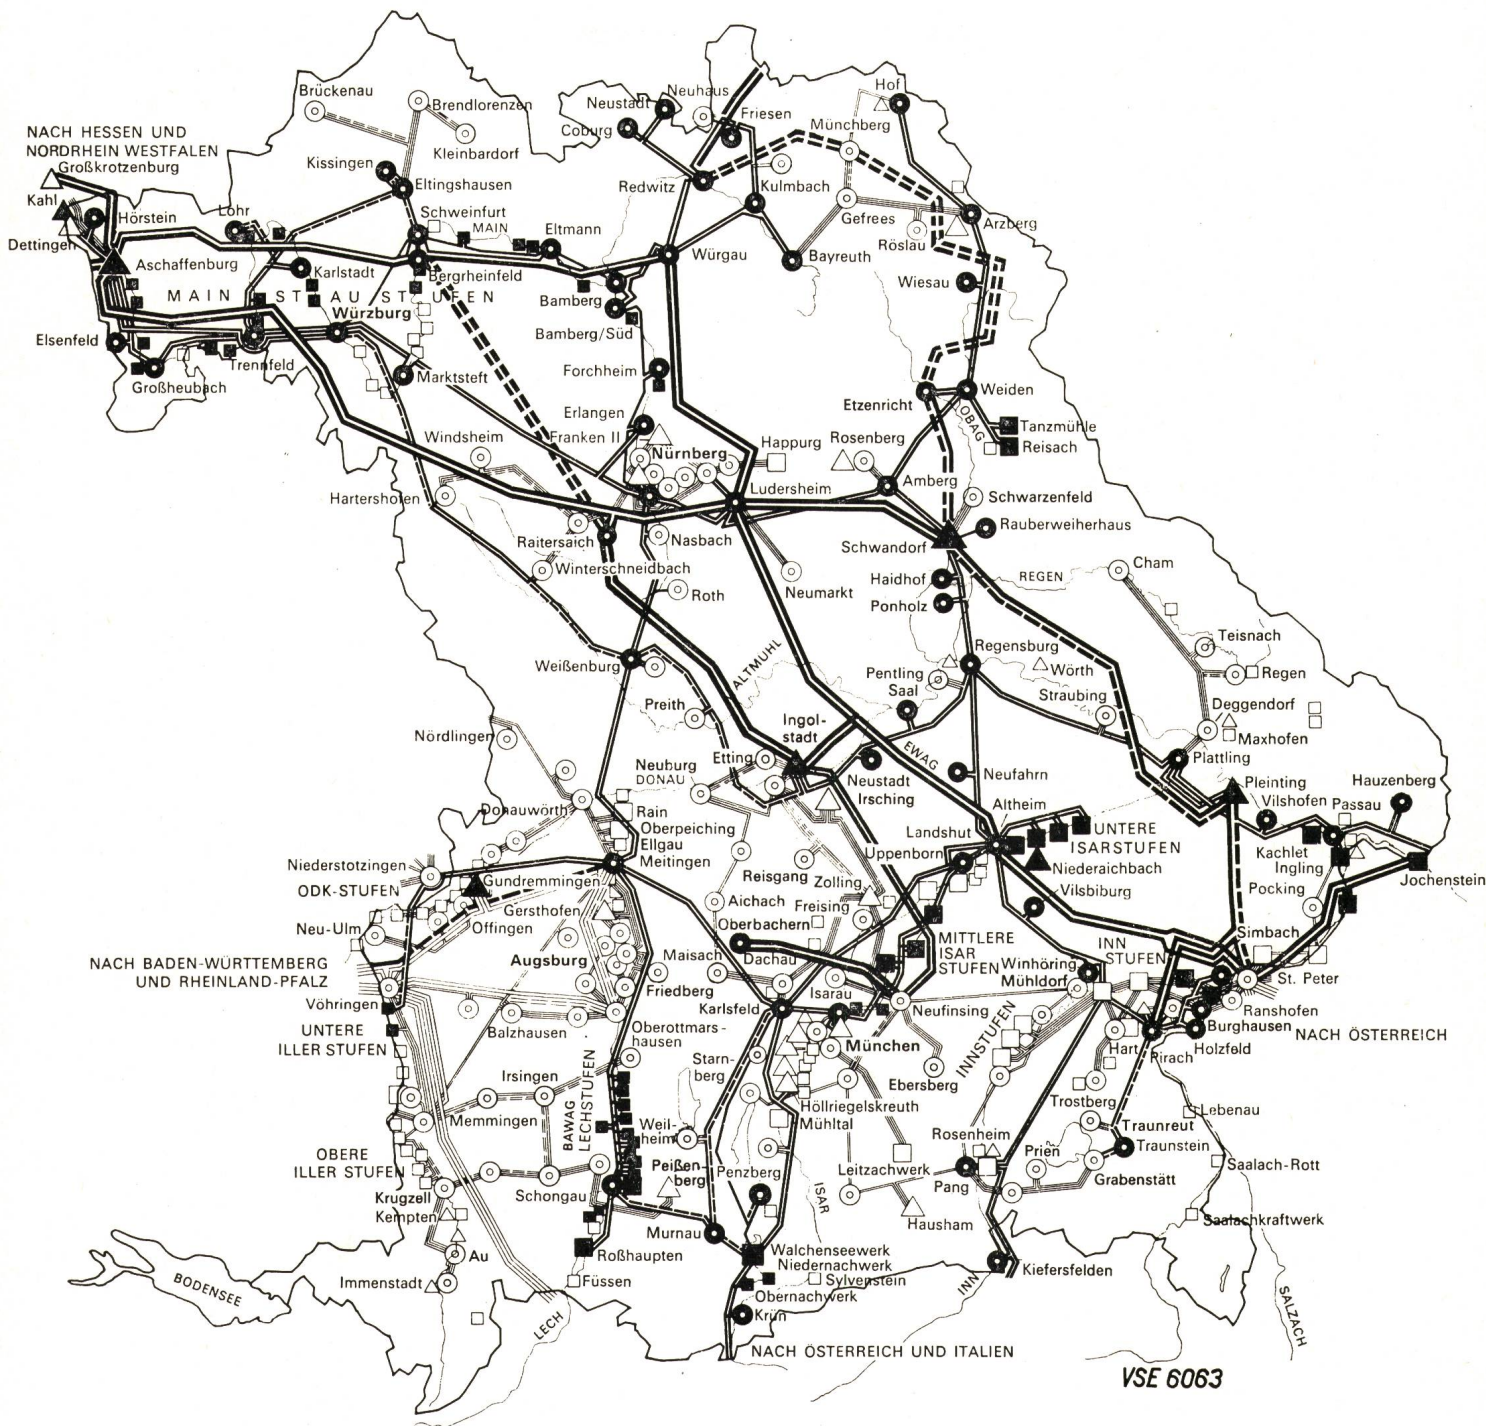 Brückenau
Brendlorenzen
Kleinbardorf
Neuhaus
Neustadt
Coburg
Friesen
Hof
Münchberg
NACH HESSEN UND
NORDRHEIN WESTFALEN
Großkrotzenburg
Kissingen
Eltingshausen
Redwitz
Kulmbach
Kahl
Hörstein
Lohr
Schweinfurt
MAIN
Eltmann
Gefrees
Röslau
Arzberg
Dettingen
Aschaffenburg
Karlstadt
Bergrheinfeld
Würgau
Bayreuth
Wiesau
MAIN STAUSTUFEN
Bamberg
Würzburg
Bamberg/Süd
Elsenfeld
Trennfeld
Großheubach
Marktsteft
Forchheim
Etzenricht
Weiden
OBAG
Erlangen
Franken II
Tanzmühle
Reisach
Windsheim
Nürnberg
Happurg
Rosenberg
Hartershofen
Ludersheim
Amberg
Schwarzenfeld
Rauberweiherhaus
Raitersaich
Nasbach
Schwandorf
Winterschneidbach
Roth
Neumarkt
Haidhof
Ponholz
REGEN
Cham
Weißenburg
ALTMÜHL
Regensburg
Wörth
Teisnach
Regen
Pentling
Saal
Straubing
Preith
Ingol-
stadt
Deggendorf
Maxhofen
Nördlingen
Etting
EWAG
Plattling
Neuburg
DONAU
Neustadt
Irsching
Neufahrn
Pleinting
Vilshofen
Hauzenberg
Passau
Donauwörth
Rain
Oberpeiching
Ellgau
Meitingen
Altheim
Landshut
Uppenborn
UNTERE
ISARSTUFEN
Kachlet
Ingling
Niederstotzingen
ODK-STUFEN
Gundremmingen
Reisgang
Zolling
Niederaichbach
Vilsbiburg
Pocking
Jochenstein
Gersthofen
Aichach
Freising
Oberbachern
Neu-Ulm
Offingen
Simbach
Augsburg
Maisach
Dachau
MITTLERE
ISAR
STUFEN
INN
STUFEN
Winhöring
Mühldorf
NACH BADEN-WÜRTTEMBERG
UND RHEINLAND-PFALZ
Friedberg
St. Peter
Vöhringen
Balzhausen
Karlsfeld
Isarau
Neufinsing
Ranshofen
Burghausen
Holzfeld
NACH ÖSTERREICH
UNTERE
ILLER STUFEN
Oberottmars-
hausen
München
INNSTUFEN
Hart
Pirach
Starn-
berg
Ebersberg
Irsingen
BAWAG
LECHSTUFEN
Memmingen
Höllriegelskreuth
Mühltal
Trostberg
Lebenau
Weil-
heim
Traunreut
Traunstein
OBERE
ILLER STUFEN
Peißen-
berg
Penzberg
Leitzachwerk
Rosenheim
Prien
Saalach-Rott
Krugzell
Schongau
Pang
Grabenstätt
Kempten
ISAR
Hausham
Saalachkraftwerk
Murnau
Au
Roßhaupten
Walchenseewerk
Niedernachwerk
Immenstadt
Füssen
Sylvenstein
Obernachwerk
Kiefersfelden
BODENSEE
Krün
INN
LECH
SALZACH
NACH ÖSTERREICH UND ITALIEN
VSE 6063